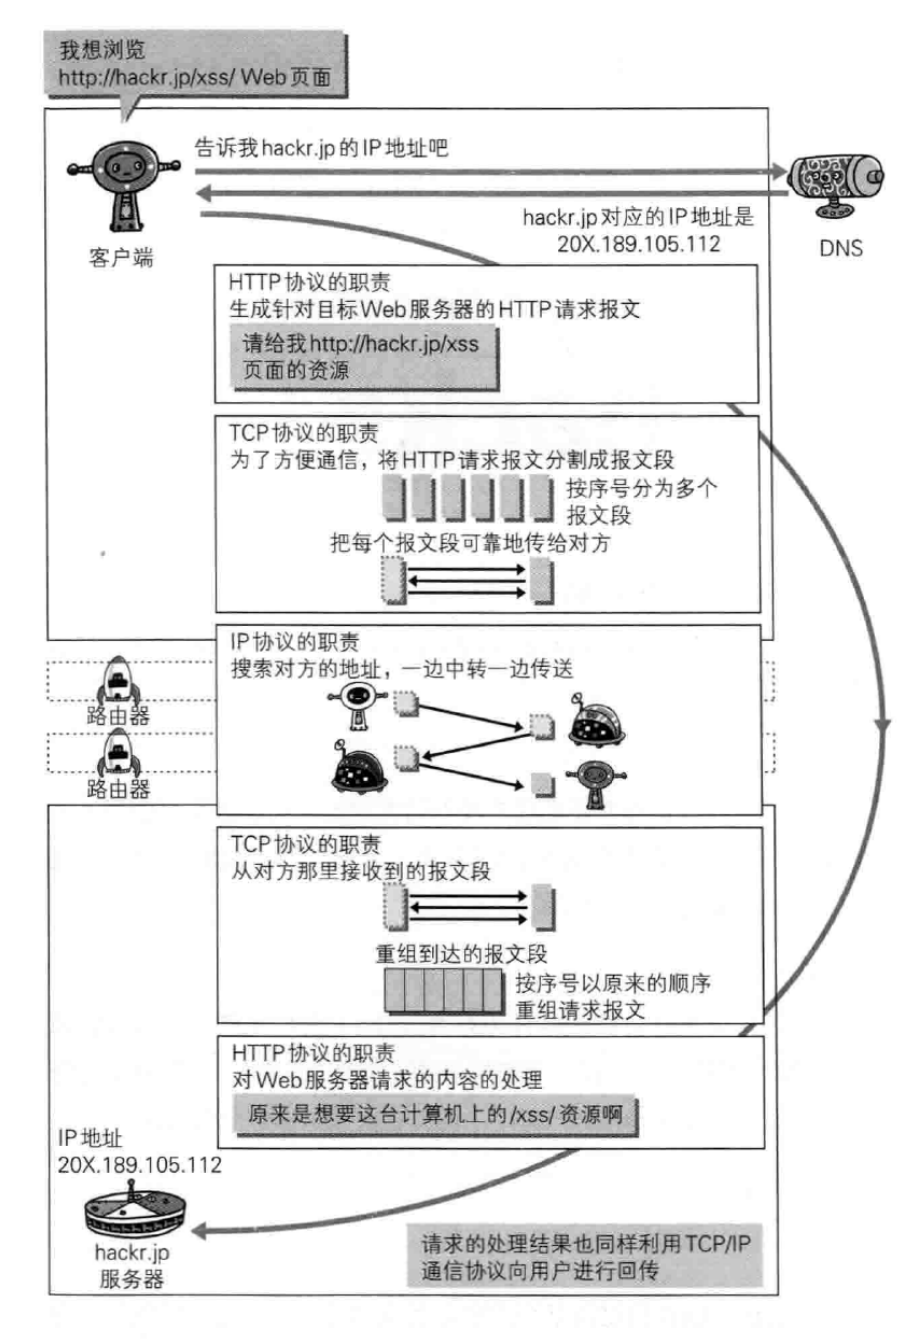 我想浏览
http://hackr.jp/xss/ Web页面
告诉我hackr.jp的IP地址吧
hackr.jp对应的IP地址是
20X.189.105.112
客户端
DNS
HTTP协议的职责
生成针对目标Web服务器的HTTP请求报文
请给我http://hackr.jp/xss
页面的资源
TCP协议的职责
为了方便通信，将HTTP请求报文分割成报文段
按序号分为多个
报文段
把每个报文段可靠地传给对方
IP协议的职责
搜索对方的地址，一边中转一边传送
路由器
路由器
TCP协议的职责
从对方那里接收到的报文段
重组到达的报文段
按序号以原来的顺序
重组请求报文
HTTP协议的职责
对Web服务器请求的内容的处理
原来是想要这台计算机上的/xss/资源啊
IP地址
20X.189.105.112
hackr.jp
服务器
请求的处理结果也同样利用TCP/IP
通信协议向用户进行回传